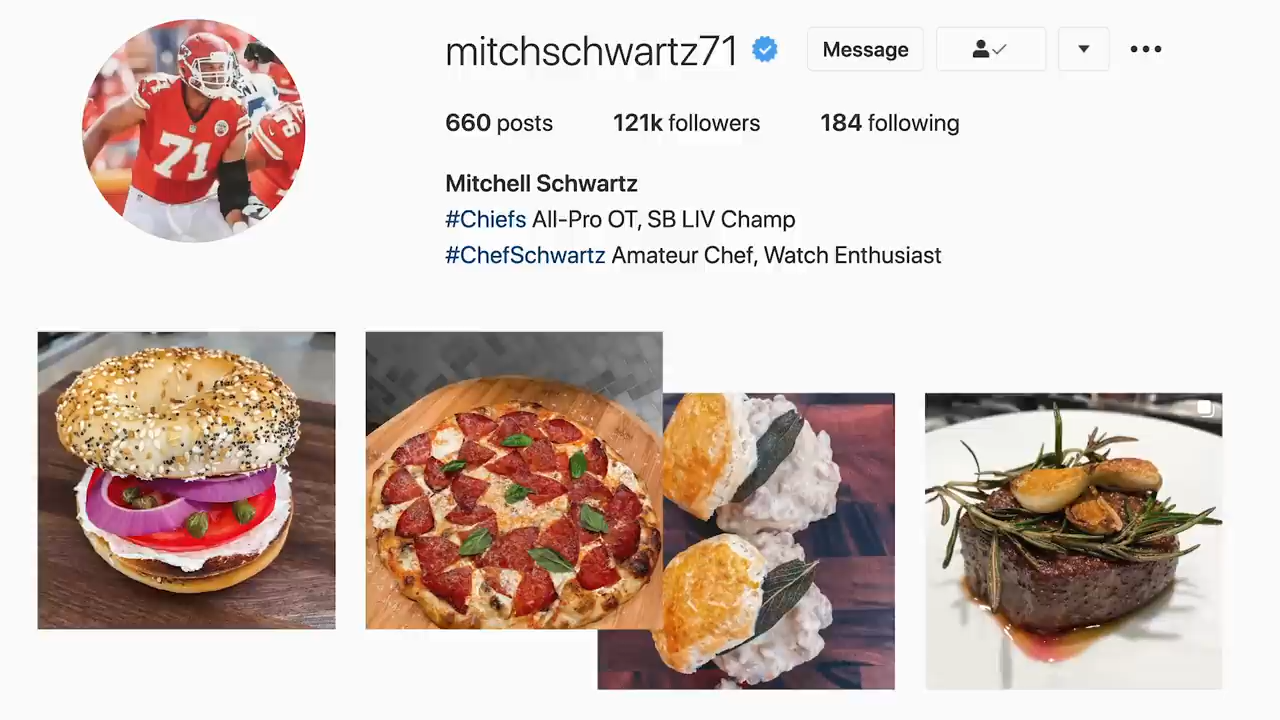 mitchschwartz71 Message
660 posts 121k followers 184 following
Mitchell Schwartz
#Chiefs All-Pro OT, SB LIV Champ
#ChefSchwartz Amateur Chef, Watch Enthusiast
71